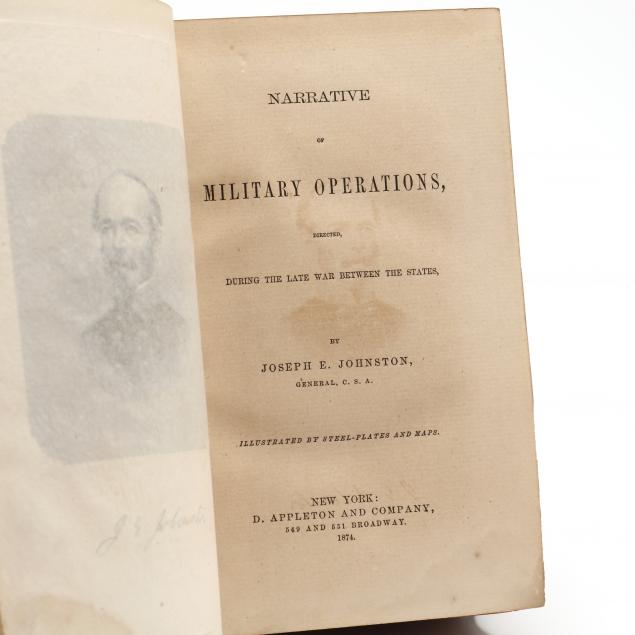 NARRATIVE
OF
MILITARY OPERATIONS,
DIRECTED,
DURING THE LATE WAR BETWEEN THE STATES,
BY
JOSEPH E. JOHNSTON,
GENERAL, C. S. A.
ILLUSTRATED BY STEEL-PLATES AND MAPS.
NEW YORK:
D. APPLETON AND COMPANY,
549 AND 551 BROADWAY.
1874.
J E Johnston